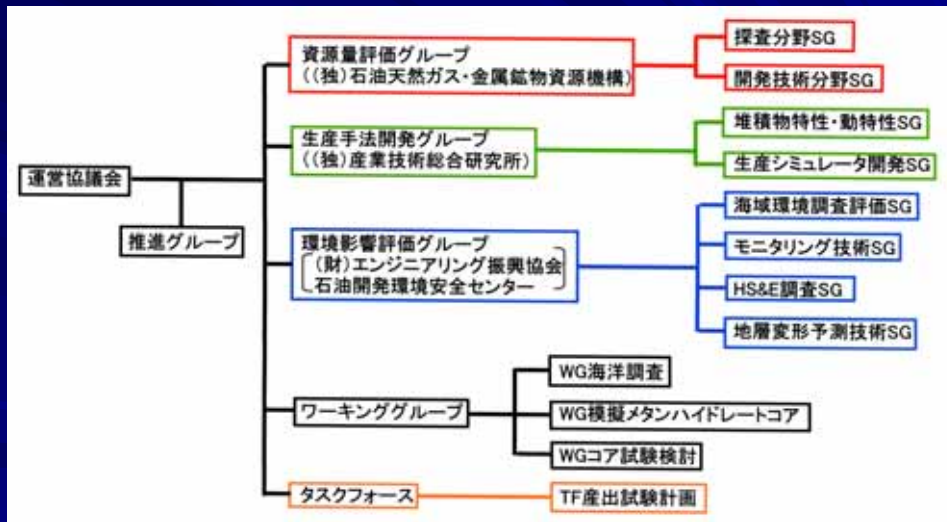 運営協議会
推進グループ
資源量評価グループ
((独)石油天然ガス・金属鉱物資源機構)
探査分野SG
開発技術分野SG
生産手法開発グループ
((独)産業技術総合研究所)
堆積物特性・動特性SG
生産シミュレータ開発SG
環境影響評価グループ
(財)エンジニアリング振興協会
石油開発環境安全センター
海域環境調査評価SG
モニタリング技術SG
HS&E調査SG
地層変形予測技術SG
ワーキンググループ
WG海洋調査
WG模擬メタンハイドレートコア
WGコア試験検討
タスクフォース
TF産出試験計画